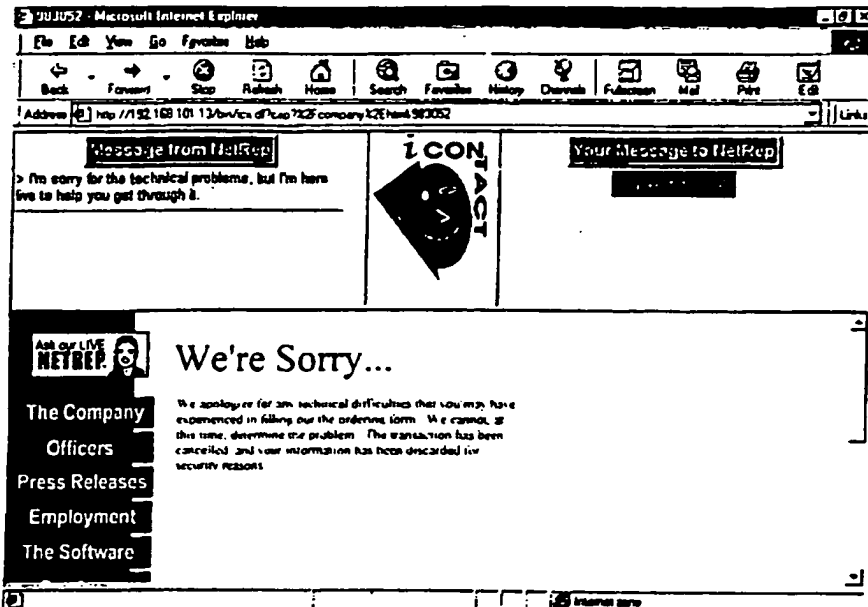 983052 - Microsoft Internet Explorer
File Edit View Go Favorites Help
Back Forward Stop Refresh Home Search Favorites History Channels Fullscreen Mail Print Edit
Address Links
Message from NetRep
> I'm sorry for the technical problems, but I'm here
live to help you get through it.
i CONTACT
Your Message to NetRep
Ask our LIVE
NETREP
We're Sorry...
We apologize for any technical difficulties that you may have
experienced in filling our the ordering form. We cannot, at
this time, determine the problem. The transaction has been
cancelled, and your information has been discarded for
security reasons
The Company
Officers
Press Releases
Employment
The Software
Internet zone